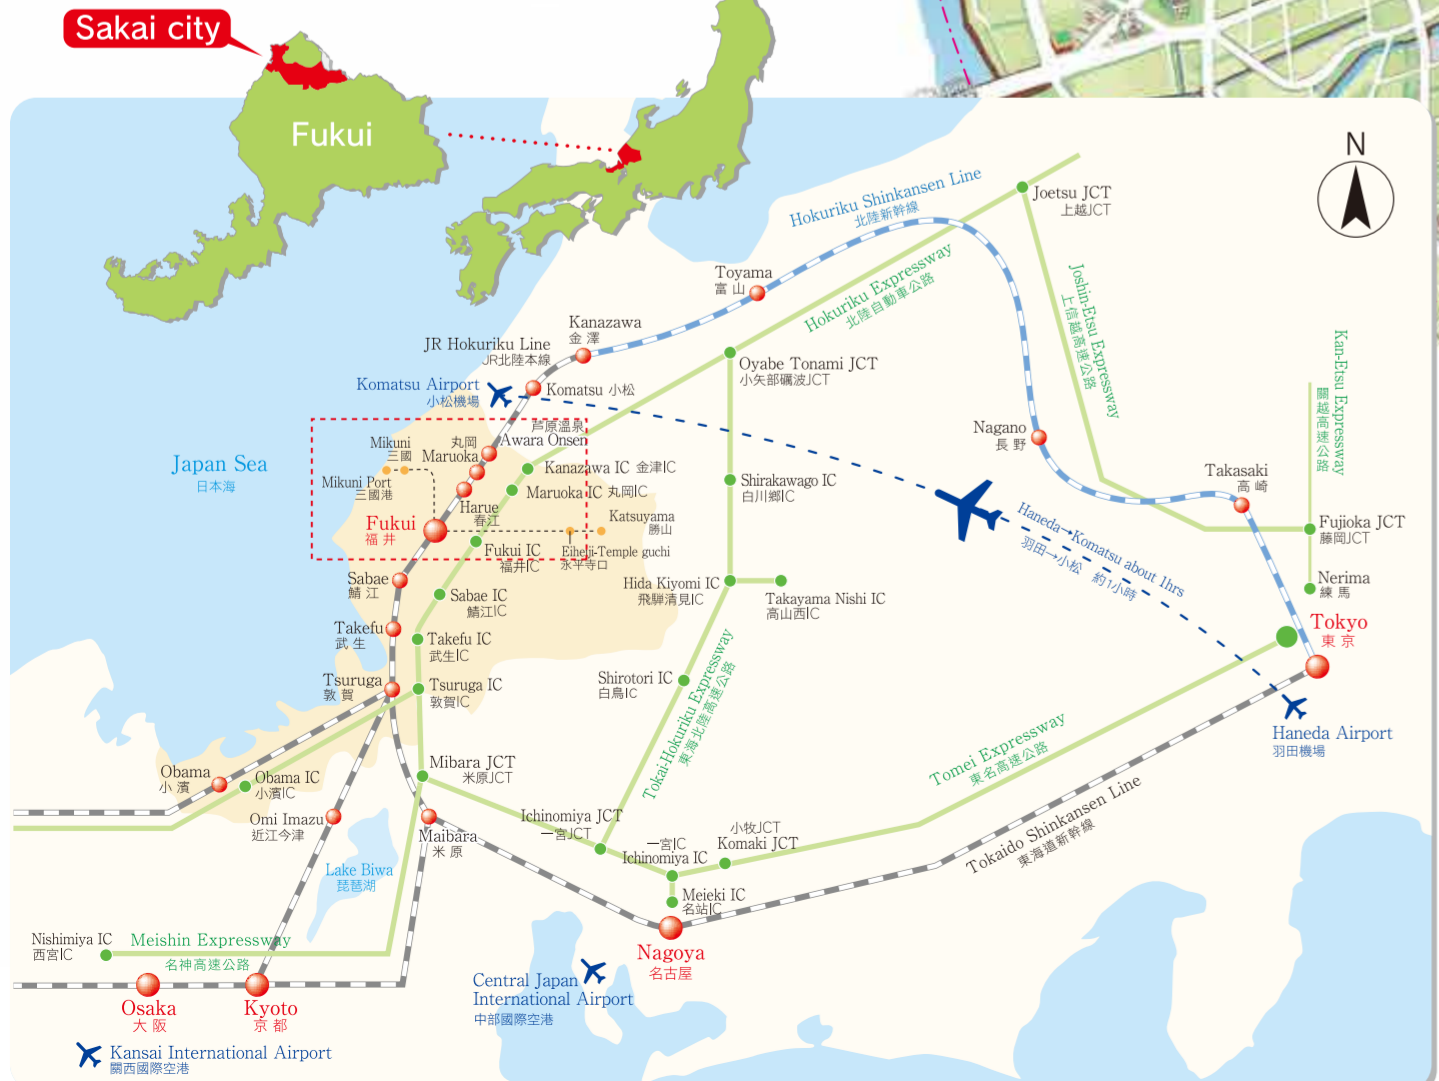 Sakai city
Fukui
N
Hokuriku Shinkansen Line
北陸新幹線
Joetsu JCT
上越JCT
Toyama
富山
Hokuriku Expressway
北陸自動車公路
Joshin-Etsu Expressway
上信越高速公路
Kan-Etsu Expressway
關越高速公路
Kanazawa
金澤
JR Hokuriku Line
JR北陸本線
Oyabe Tonami JCT
小矢部礪波JCT
Komatsu Airport
小松機場
Komatsu 小松
芦原溫泉
Awara Onsen
Nagano
長野
Mikuni
三國
丸岡
Maruoka
Japan Sea
日本海
Kanazawa IC 金津IC
Takasaki
高崎
Mikuni Port
三國港
Maruoka IC 丸岡IC
Shirakawago IC
白川鄉IC
Harue
春江
Fukui
福井
Katsuyama
勝山
Haneda→Komatsu about 1hrs
羽田→小松 約1小時
Fujioka JCT
藤岡JCT
Fukui IC
福井IC
Eiheiji-Temple guchi
永平寺口
Sabae
鯖江
Hida Kiyomi IC
飛騨清見IC
Takayama Nishi IC
高山西IC
Nerima
練馬
Sabae IC
鯖江IC
Tokyo
東京
Takefu
武生
Takefu IC
武生IC
Tsuruga
敦賀
Tsuruga IC
敦賀IC
Shirotori IC
白鳥IC
Tokai-Hokuriku Expressway
東海北陸高速公路
Haneda Airport
羽田機場
Tomei Expressway
東名高速公路
Obama
小濱
Obama IC
小濱IC
Mibara JCT
米原JCT
Omi Imazu
近江今津
Maibara
米原
Ichinomiya JCT
一宮JCT
一宮IC
Ichinomiya IC
小牧JCT
Komaki JCT
Tokaido Shinkansen Line
東海道新幹線
Lake Biwa
琵琶湖
Meieki IC
名站IC
Nishimiya IC
西宮IC
Meishin Expressway
名神高速公路
Nagoya
名古屋
Central Japan
International Airport
中部國際空港
Osaka
大阪
Kyoto
京都
Kansai International Airport
關西國際空港